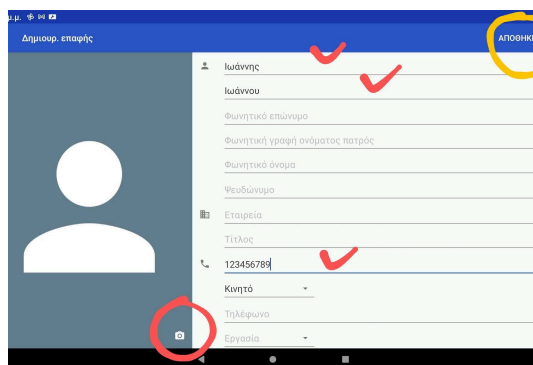 μ.μ.
Δημιουρ. επαφής
ΑΠΟΘΗΚ
Ιωάννης
Ιωάννου
Φωνητικό επώνυμο
Φωνητική γραφή ονόματος πατρός
Φωνητικό όνομα
Ψευδώνυμο
Εταιρεία
Τίτλος
123456789
Κινητό
Τηλέφωνο
Εργασία